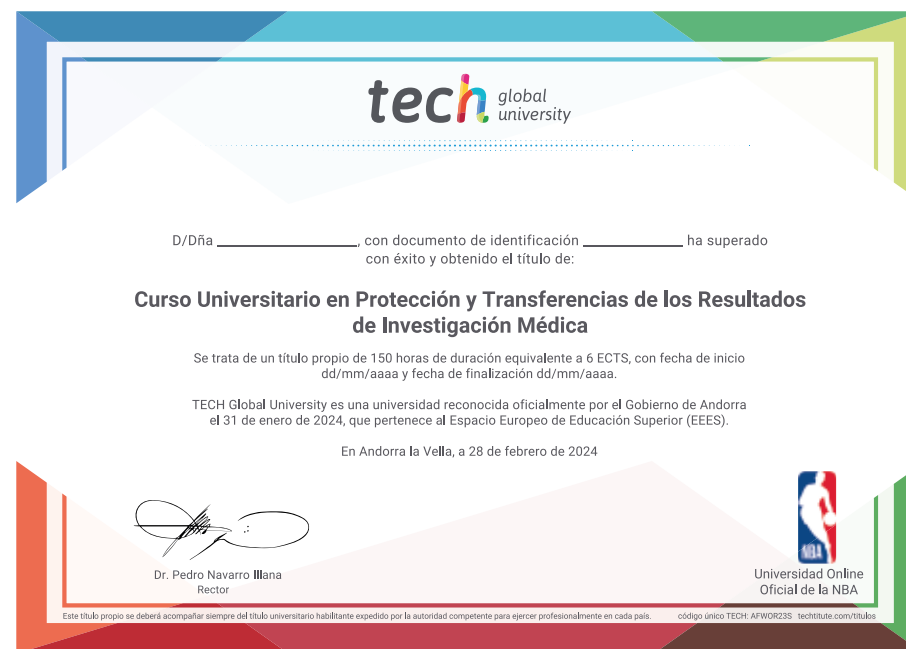 tech global
university
D/Dña ______________, con documento de identificación __________ ha superado
con éxito y obtenido el título de:
Curso Universitario en Protección y Transferencias de los Resultados
de Investigación Médica
Se trata de un título propio de 150 horas de duración equivalente a 6 ECTS, con fecha de inicio
dd/mm/aaaa y fecha de finalización dd/mm/aaaa.
TECH Global University es una universidad reconocida oficialmente por el Gobierno de Andorra
el 31 de enero de 2024, que pertenece al Espacio Europeo de Educación Superior (EEES).
En Andorra la Vella, a 28 de febrero de 2024
Dr. Pedro Navarro Illana
Rector
NBA
Universidad Online
Oficial de la NBA
Este título propio se deberá acompañar siempre del título universitario habilitante expedido por la autoridad competente para ejercer profesionalmente en cada país. código único TECH: AFWOR23S techtitute.com/titulos